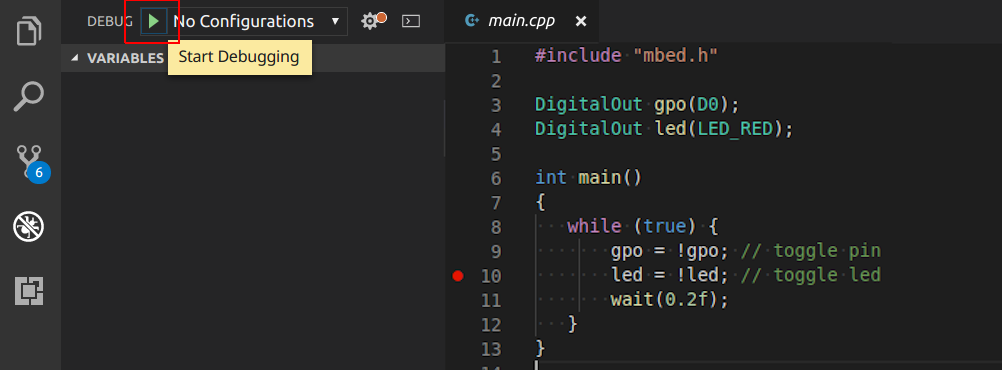 DEBUG No Configurations
Start Debugging
VARIABLES
6
main.cpp
1 #include "mbed.h"
2
3 DigitalOut gpo(D0);
4 DigitalOut led(LED_RED);
5
6 int main()
7 {
8 while (true) {
9 gpo = !gpo; // toggle pin
10 led = !led; // toggle led
11 wait(0.2f);
12 }
13 }
14